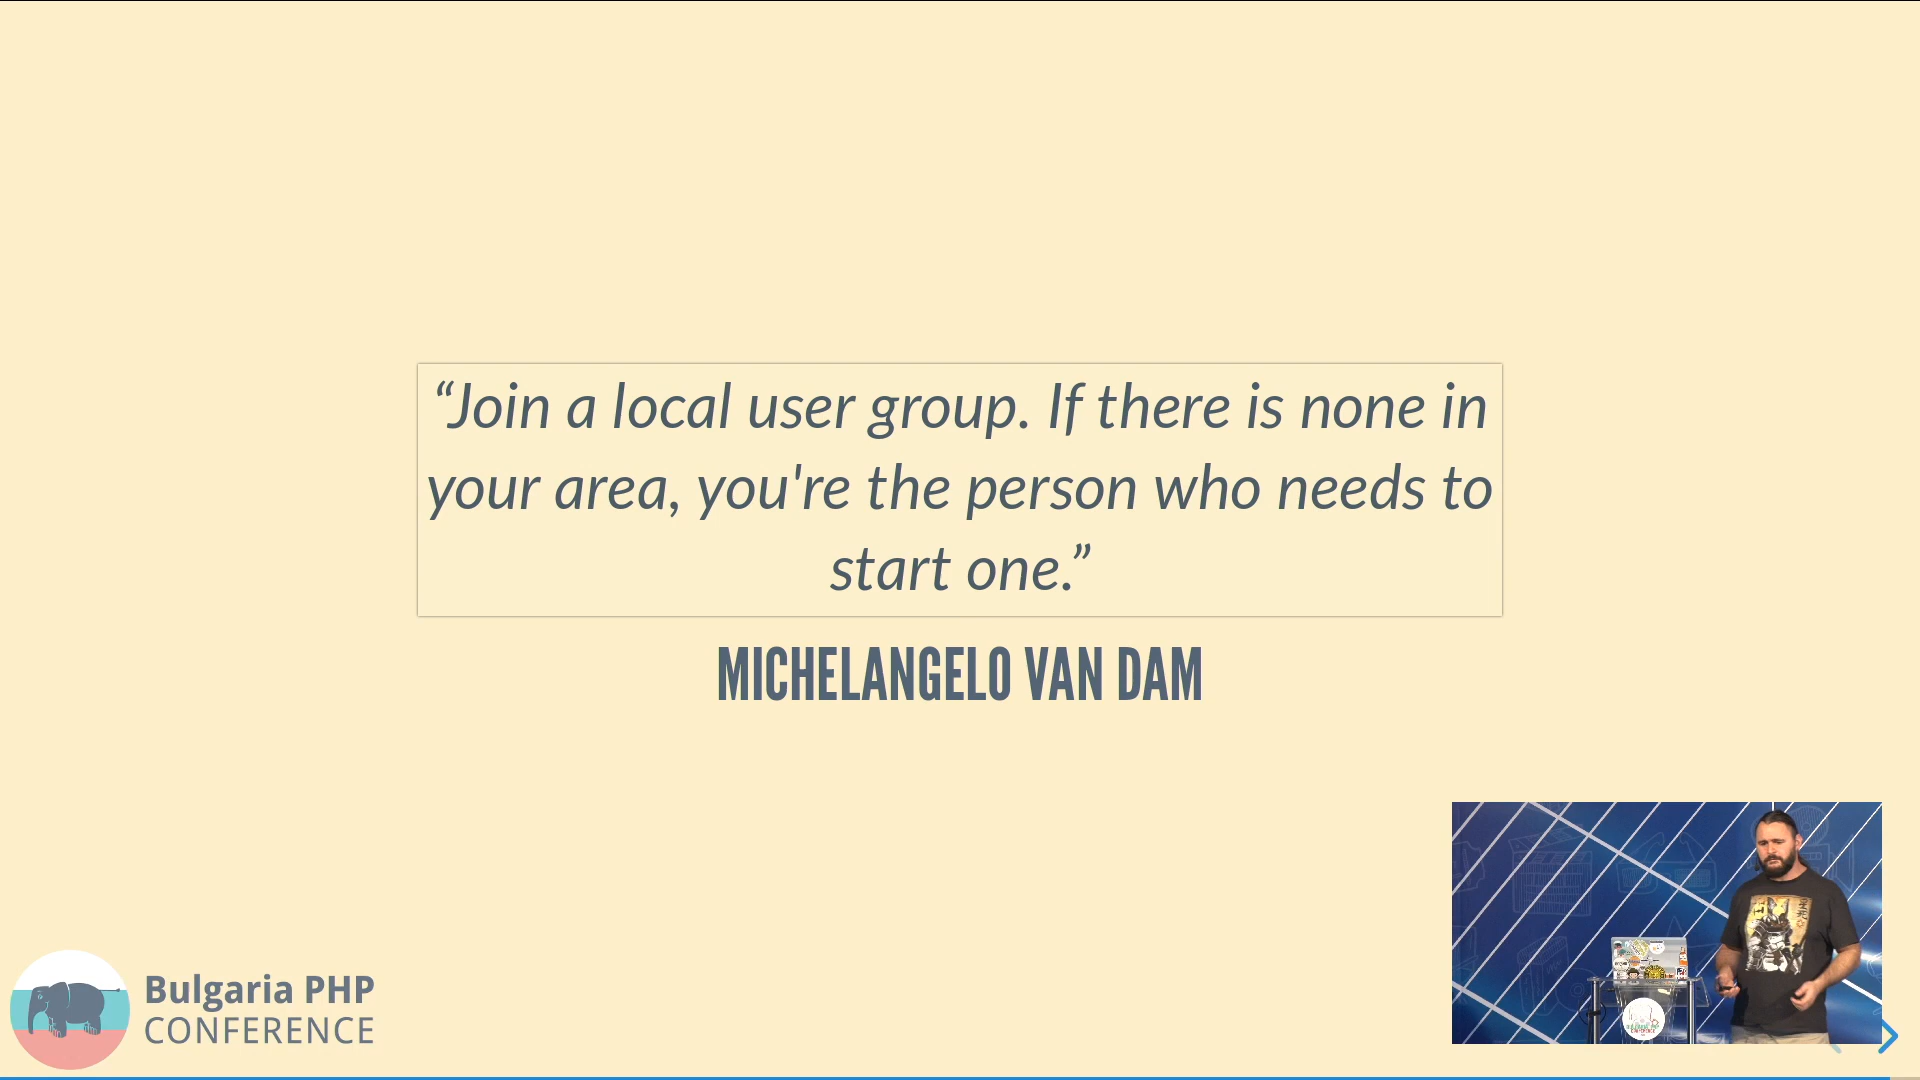 “Join a local user group. If there is none in
your area, you're the person who needs to
start one.”
MICHELANGELO VAN DAM
Bulgaria PHP
CONFERENCE